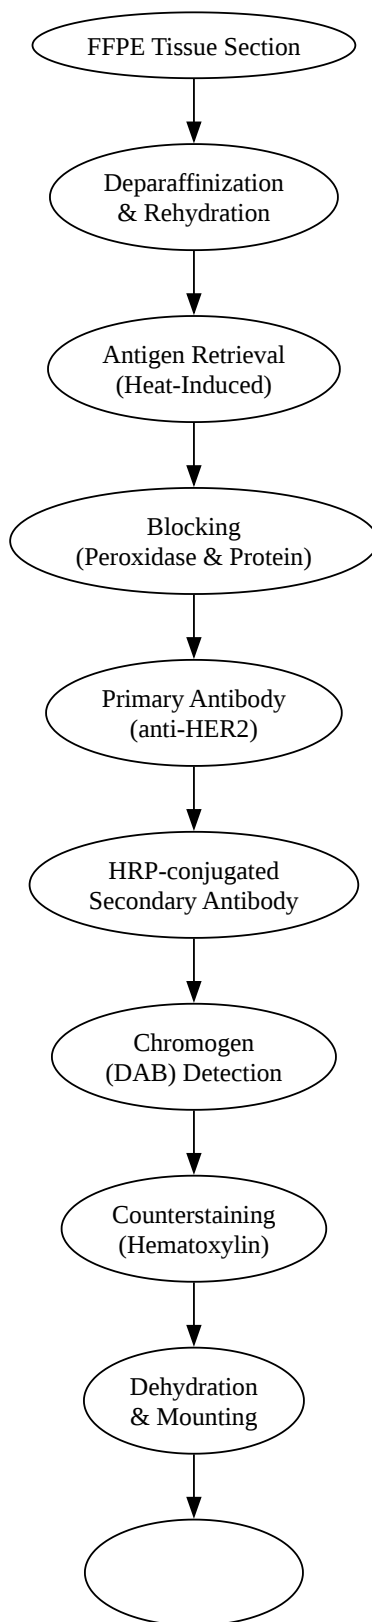 FFPE Tissue Section
Deparaffinization
& Rehydration
Antigen Retrieval
(Heat-Induced)
Blocking
(Peroxidase & Protein)
Primary Antibody
(anti-HER2)
HRP-conjugated
Secondary Antibody
Chromogen
(DAB) Detection
Counterstaining
(Hematoxylin)
Dehydration
& Mounting